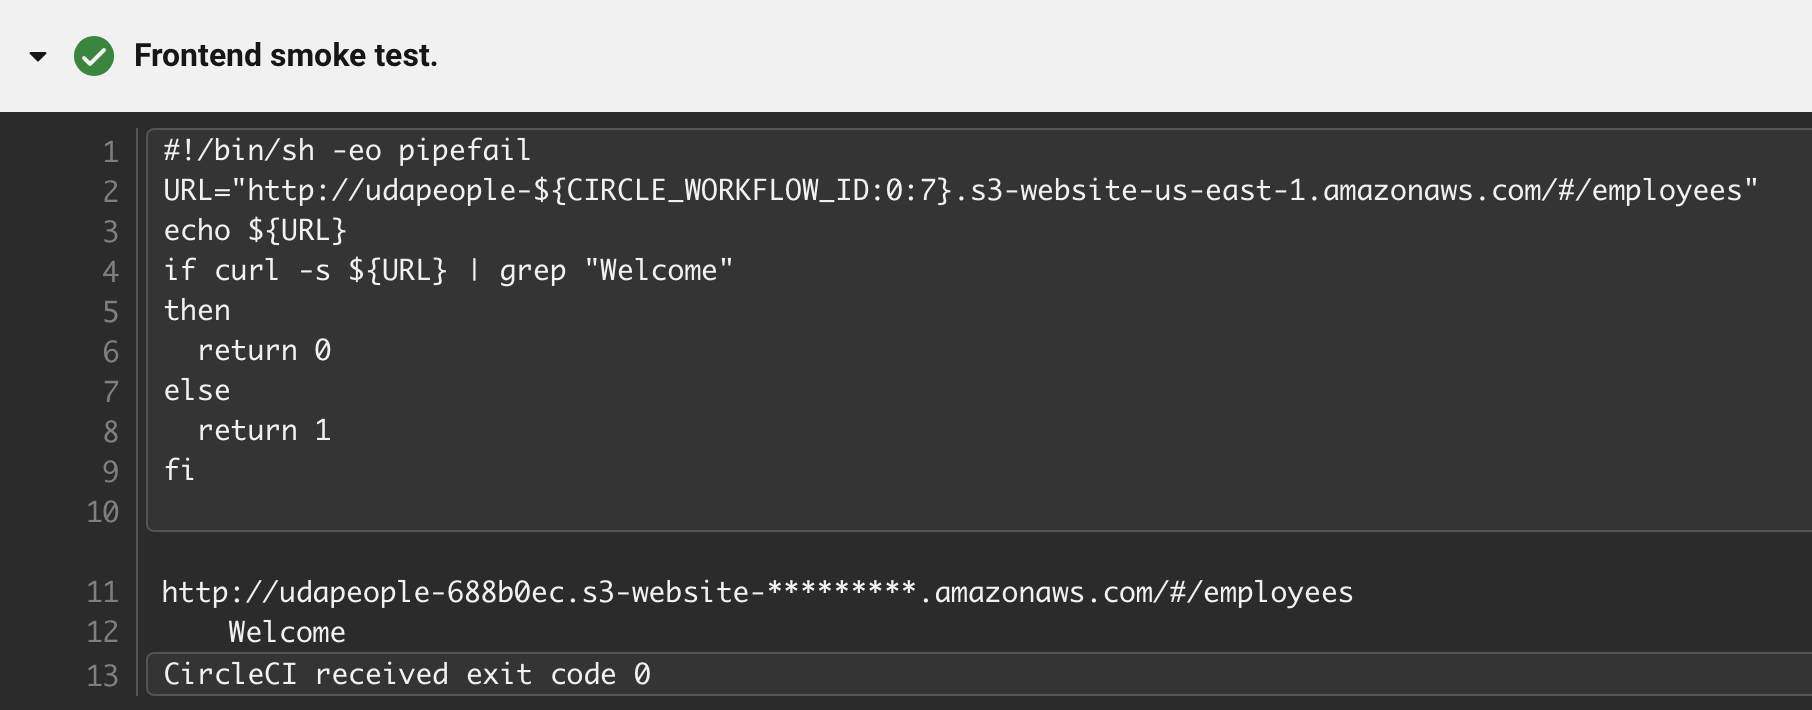 Frontend smoke test.
1 #!/bin/sh -eo pipefail
2 URL="http://udapeople-${CIRCLE_WORKFLOW_ID:0:7}.s3-website-us-east-1.amazonaws.com/#/employees"
3 echo ${URL}
4 if curl -s ${URL} | grep "Welcome"
5 then
6   return 0
7 else
8   return 1
9 fi
10
11 http://udapeople-688b0ec.s3-website-*********.amazonaws.com/#/employees
12     Welcome
13 CircleCI received exit code 0